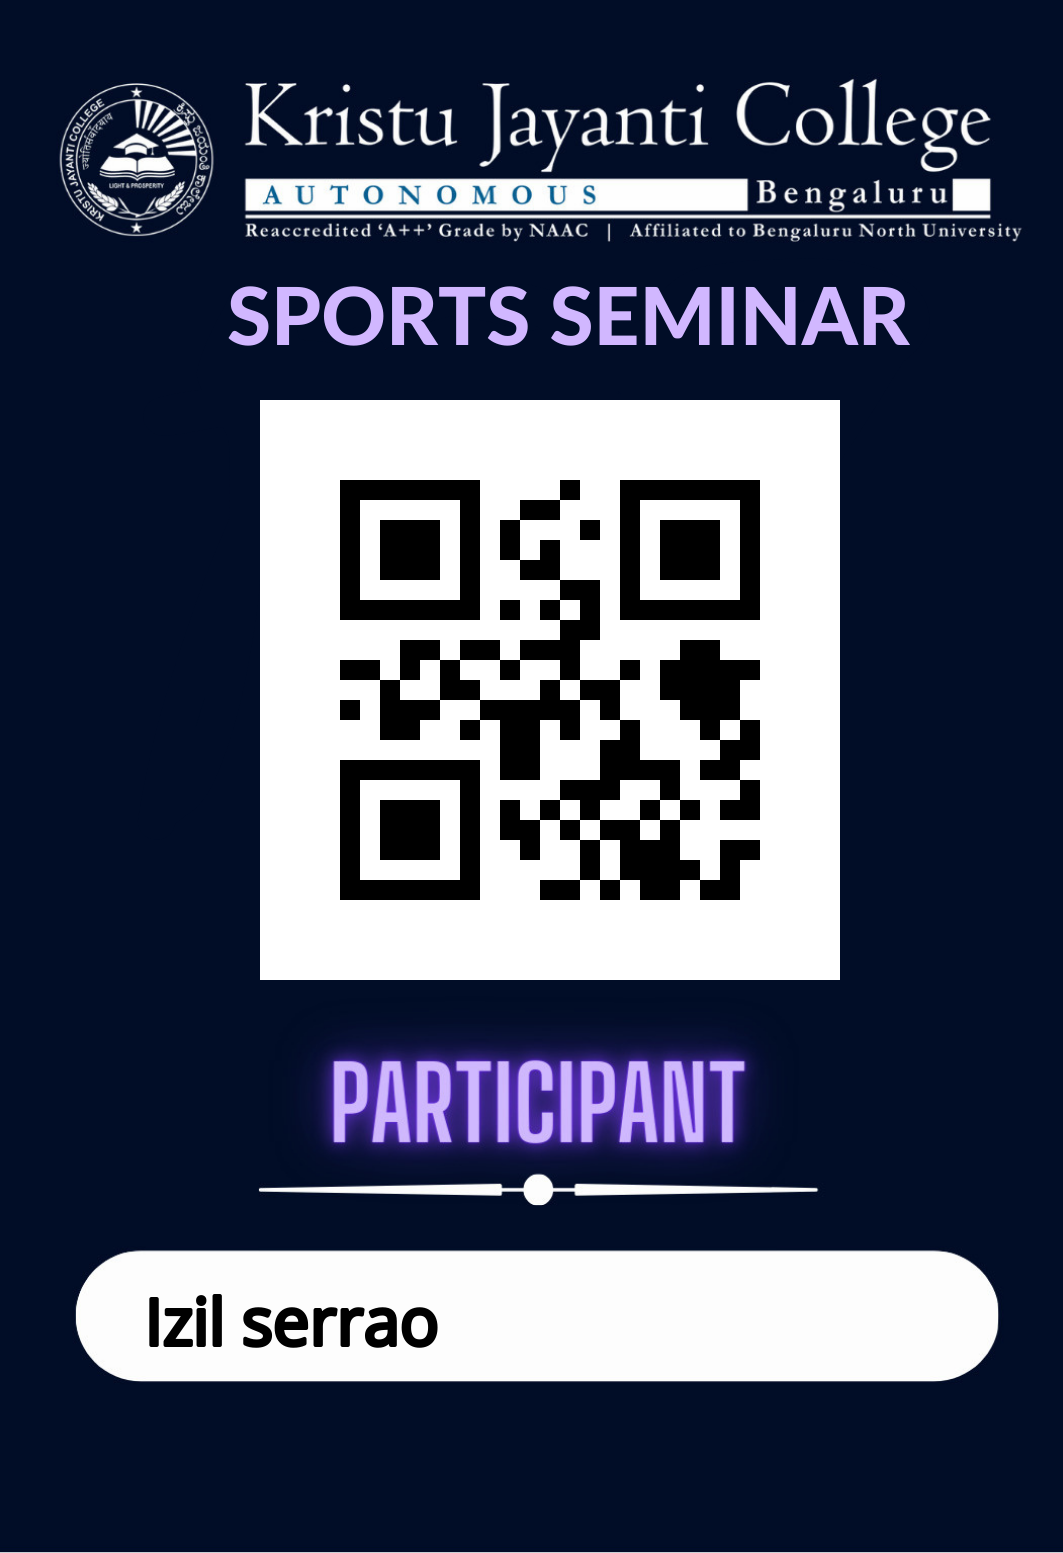 KRISTU JAYANTI COLLEGE
LIGHT & PROSPERITY
Kristu Jayanti College
AUTONOMOUS Bengaluru
Reaccredited ‘A++’ Grade by NAAC | Affiliated to Bengaluru North University
SPORTS SEMINAR
PARTICIPANT
Izil serrao